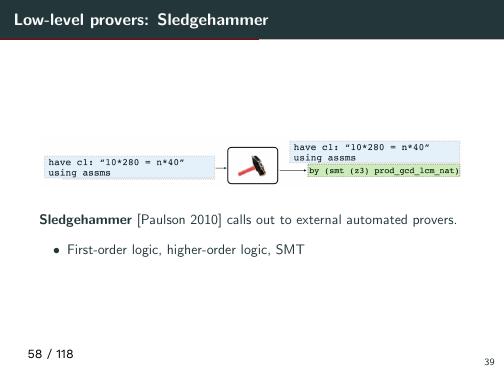 Low-level provers: Sledgehammer
have c1: "10*280 = n*40"
using assms
have c1: "10*280 = n*40"
using assms
by (smt (z3) prod_gcd_lcm_nat)
Sledgehammer [Paulson 2010] calls out to external automated provers.
• First-order logic, higher-order logic, SMT
58 / 118
39